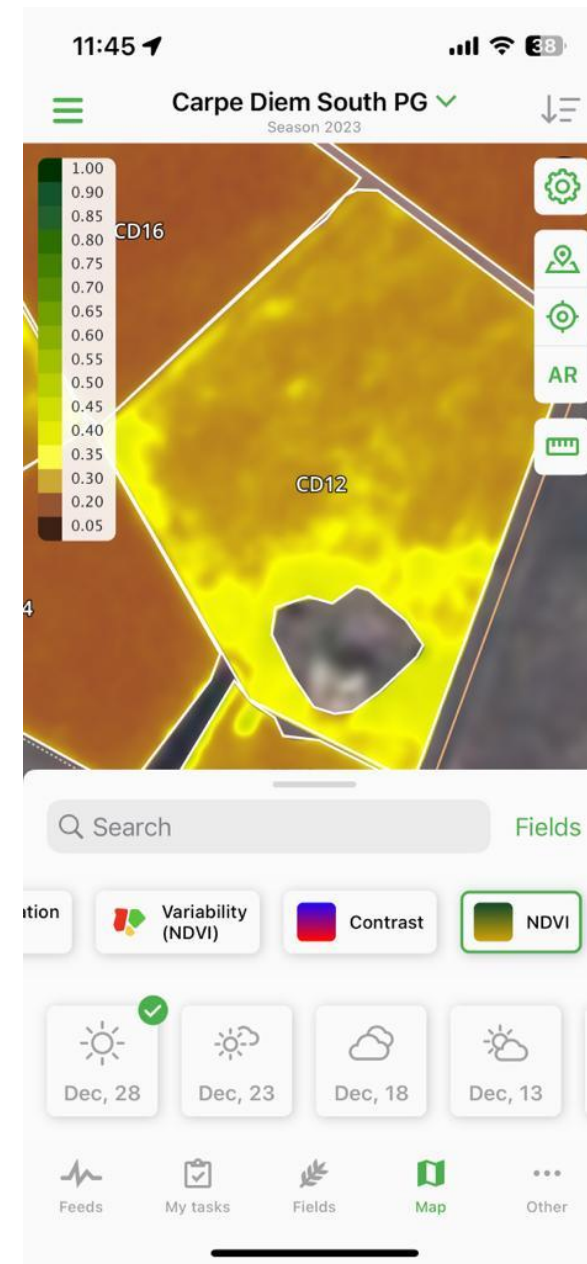 11:45
38
Carpe Diem South PG
Season 2023
1.00
0.90
0.85
0.80
0.75
0.70
0.65
0.60
0.55
0.50
0.45
0.40
0.35
0.30
0.20
0.05
CD16
AR
CD12
4
Search
Fields
ation
Variability
(NDVI)
Contrast
NDVI
Dec, 28
Dec, 23
Dec, 18
Dec, 13
Feeds
My tasks
Fields
Map
Other